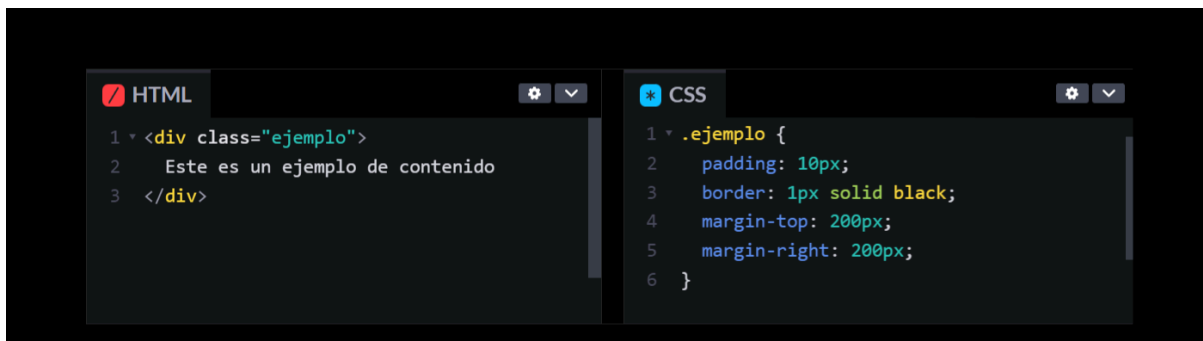 HTML
1 <div class="ejemplo">
2 Este es un ejemplo de contenido
3 </div>
CSS
1 .ejemplo {
2 padding: 10px;
3 border: 1px solid black;
4 margin-top: 200px;
5 margin-right: 200px;
6 }